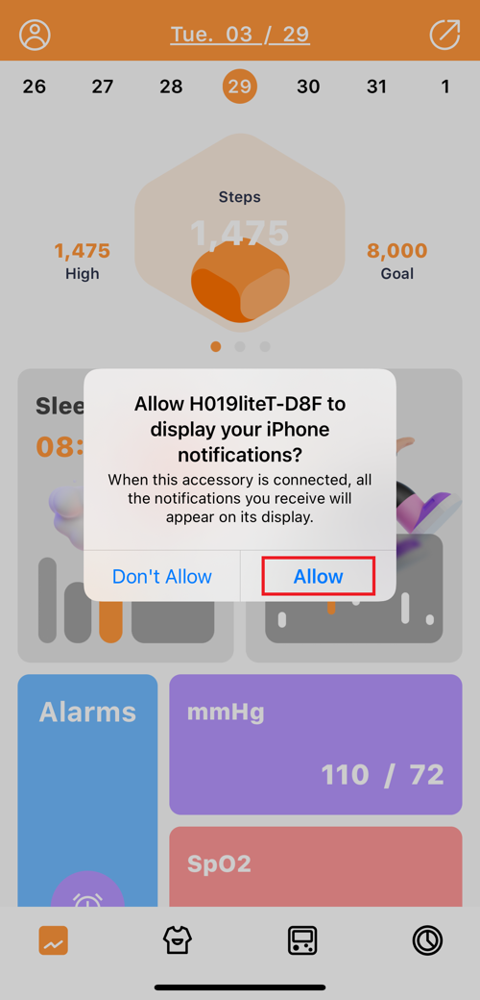 Tue. 03 / 29
26 27 28 29 30 31 1
Steps
1,475
1,475
High
8,000
Goal
Slee
08:
Allow H019liteT-D8F to
display your iPhone
notifications?
When this accessory is connected, all
the notifications you receive will
appear on its display.
Don't Allow
Allow
Alarms
mmHg
110 / 72
SpO2